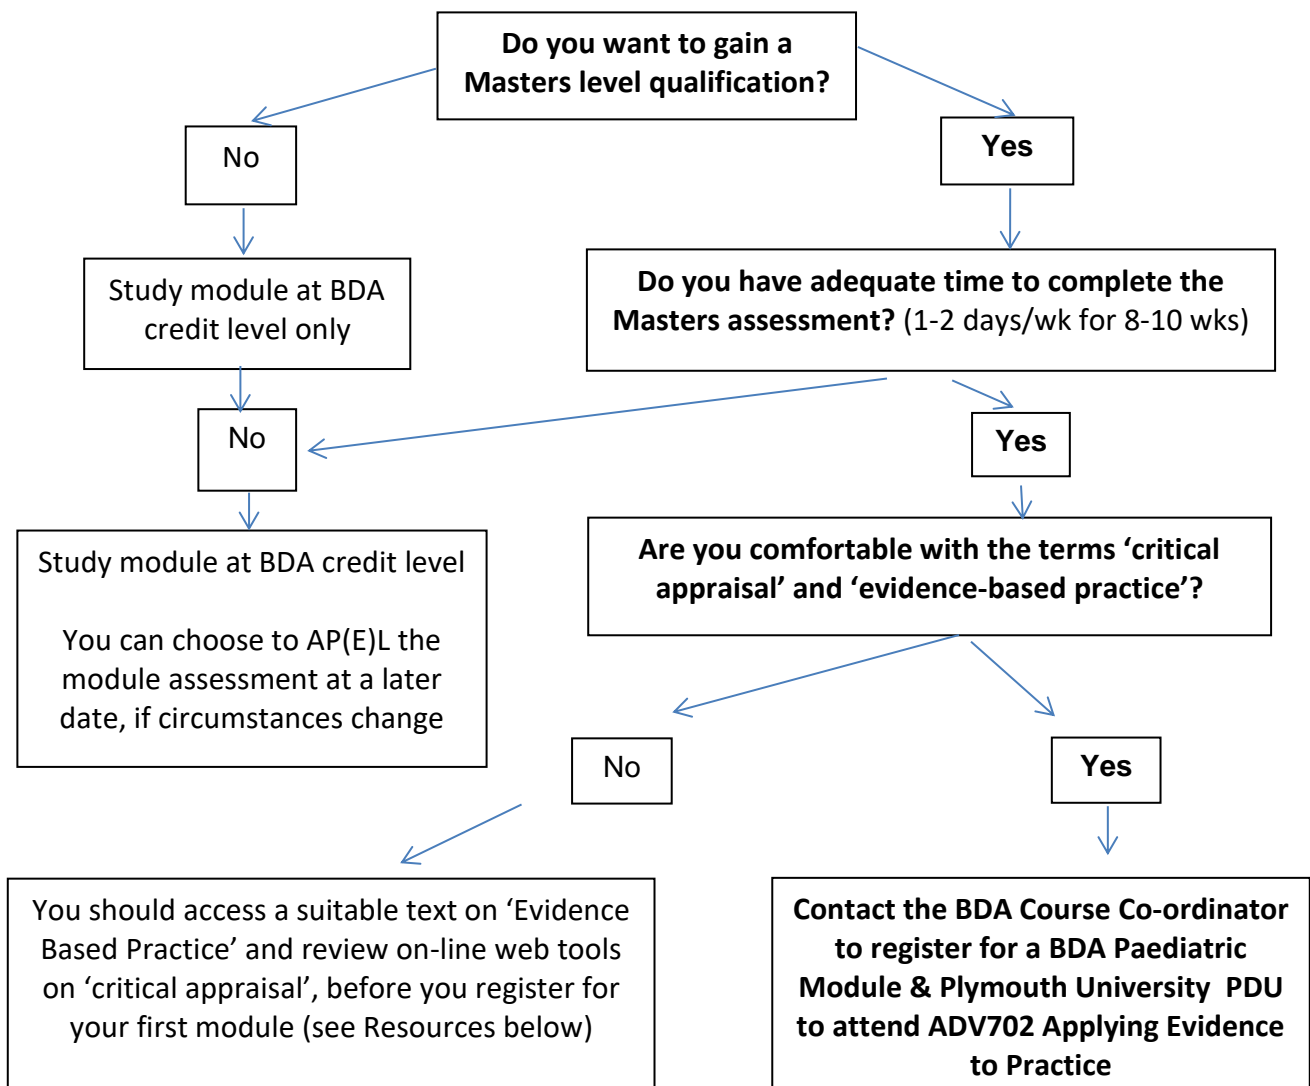 Do you want to gain a
Masters level qualification?
No
Yes
Study module at BDA
credit level only
Do you have adequate time to complete the
Masters assessment? (1-2 days/wk for 8-10 wks)
No
Yes
Study module at BDA credit level
You can choose to AP(E)L the
module assessment at a later
date, if circumstances change
Are you comfortable with the terms ‘critical
appraisal’ and ‘evidence-based practice’?
No
Yes
You should access a suitable text on ‘Evidence
Based Practice’ and review on-line web tools
on ‘critical appraisal’, before you register for
your first module (see Resources below)
Contact the BDA Course Co-ordinator
to register for a BDA Paediatric
Module & Plymouth University PDU
to attend ADV702 Applying Evidence
to Practice